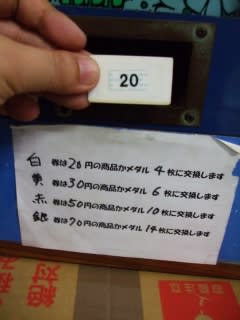 20
白 券は20円の商品かメダル 4枚に交換します
黄 券は30円の商品かメダル 6枚に交換します
赤 券は50円の商品かメダル 10枚に交換します
銀 券は70円の商品かメダル 14枚に交換します